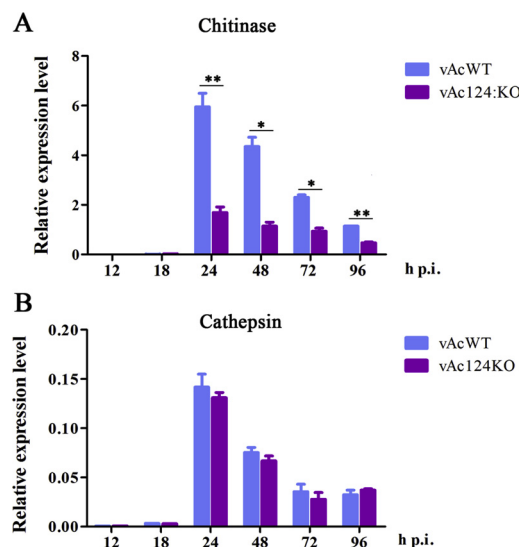 A
Chitinase
Relative expression level
8
6
4
2
0
** * * **
12 18 24 48 72 96 h p.i.
vAcWT
vAc124:KO
B
Cathepsin
Relative expression level
0.20
0.15
0.10
0.05
0.00
12 18 24 48 72 96 h p.i.
vAcWT
vAc124KO